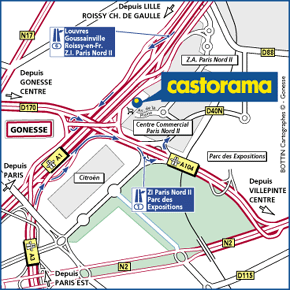 Depuis LILLE
ROISSY CH. DE GAULLE
N17
Louvres
Goussainville
Roissy-en-Fr.
Z.I. Paris Nord II
Z.A. Paris Nord II
D88
Depuis
GONESSE
CENTRE
castorama
D170
D40N
Centre Commercial
Paris Nord II
GONESSE
A1
A104
Parc des Expositions
Depuis
PARIS
Citroën
Depuis
VILLEPINTE
CENTRE
ZI Paris Nord II
Parc des
Expositions
A3
N2
N2
Depuis
PARIS EST
D115
BOTTIN Cartographes © - Gonesse